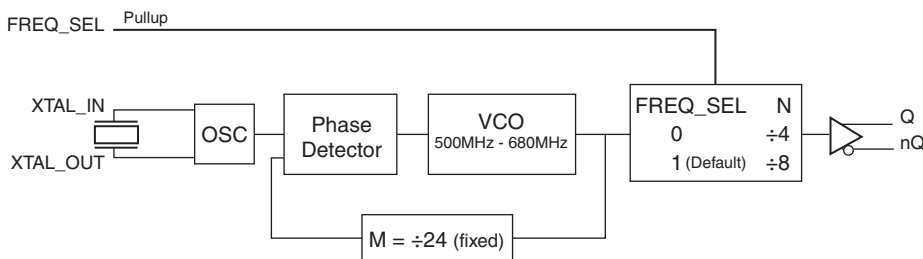 FREQ_SEL Pullup
XTAL_IN
XTAL_OUT
OSC
Phase
Detector
VCO
500MHz - 680MHz
M = ÷24 (fixed)
FREQ_SEL N
0 ÷4
1 (Default) ÷8
Q
nQ